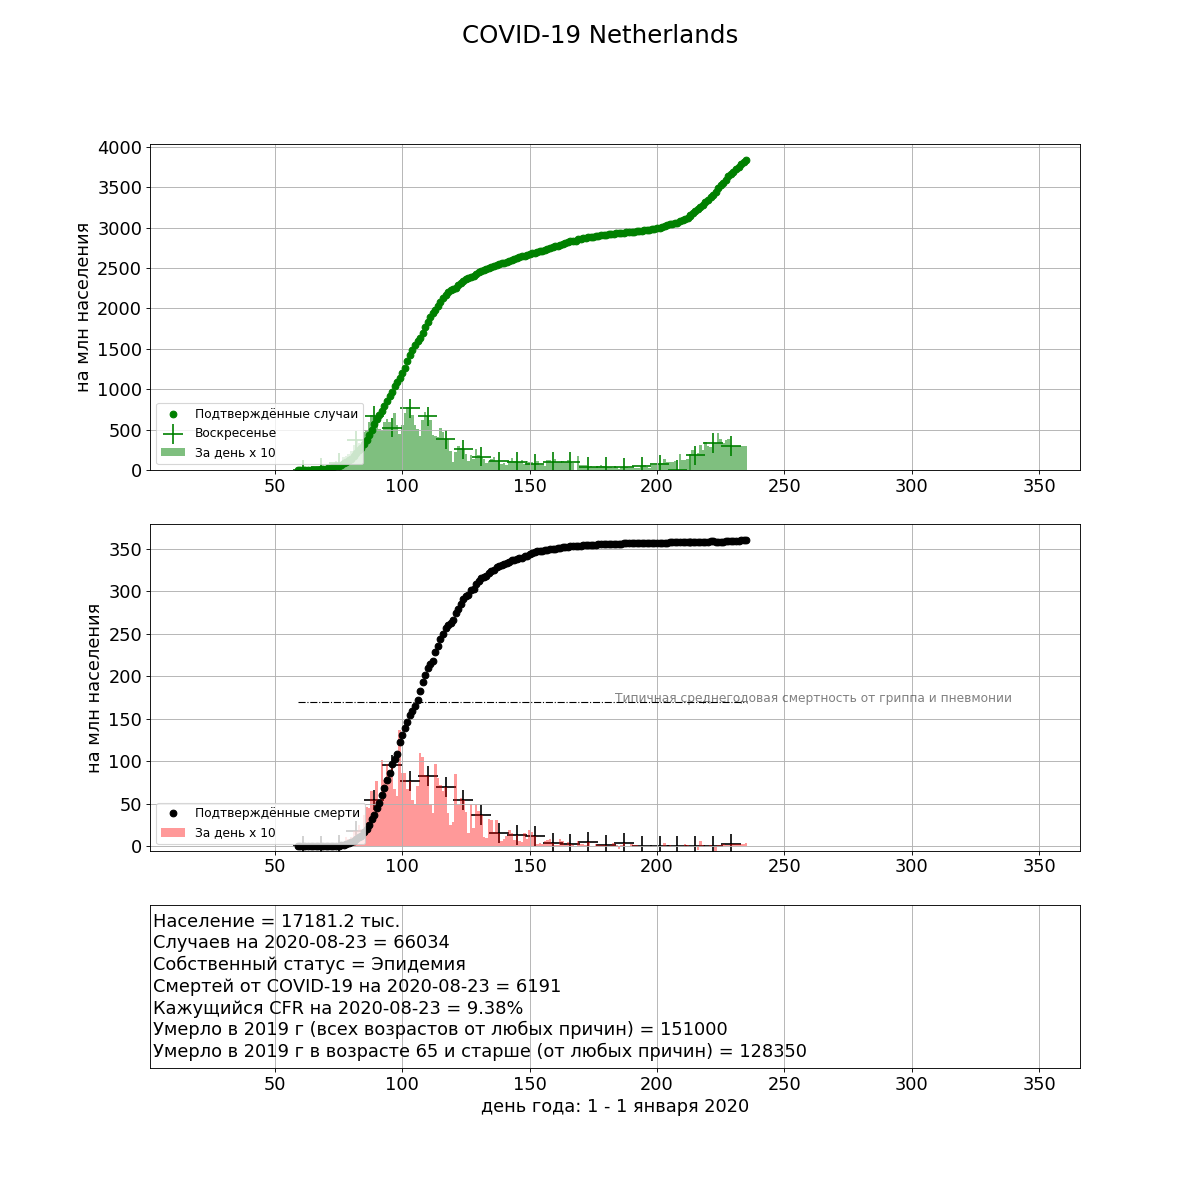 COVID-19 Netherlands
на млн населения
4000
3500
3000
2500
2000
1500
1000
500
0
Подтверждённые случаи
Воскресенье
За день x 10
50 100 150 200 250 300 350
на млн населения
350
300
250
200
150
100
50
0
Типичная среднегодовая смертность от гриппа и пневмонии
Подтверждённые смерти
За день x 10
50 100 150 200 250 300 350
Население = 17181.2 тыс.
Случаев на 2020-08-23 = 66034
Собственный статус = Эпидемия
Смертей от COVID-19 на 2020-08-23 = 6191
Кажущийся CFR на 2020-08-23 = 9.38%
Умерло в 2019 г (всех возрастов от любых причин) = 151000
Умерло в 2019 г в возрасте 65 и старше (от любых причин) = 128350
50 100 150 200 250 300 350
день года: 1 - 1 января 2020